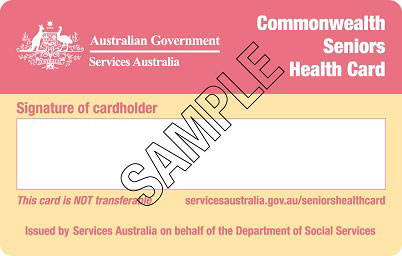 Australian Government
Services Australia
Commonwealth
Seniors
Health Card
SAMPLE
Signature of cardholder
This card is NOT transferable
servicesaustralia.gov.au/seniorshealthcard
Issued by Services Australia on behalf of the Department of Social Services